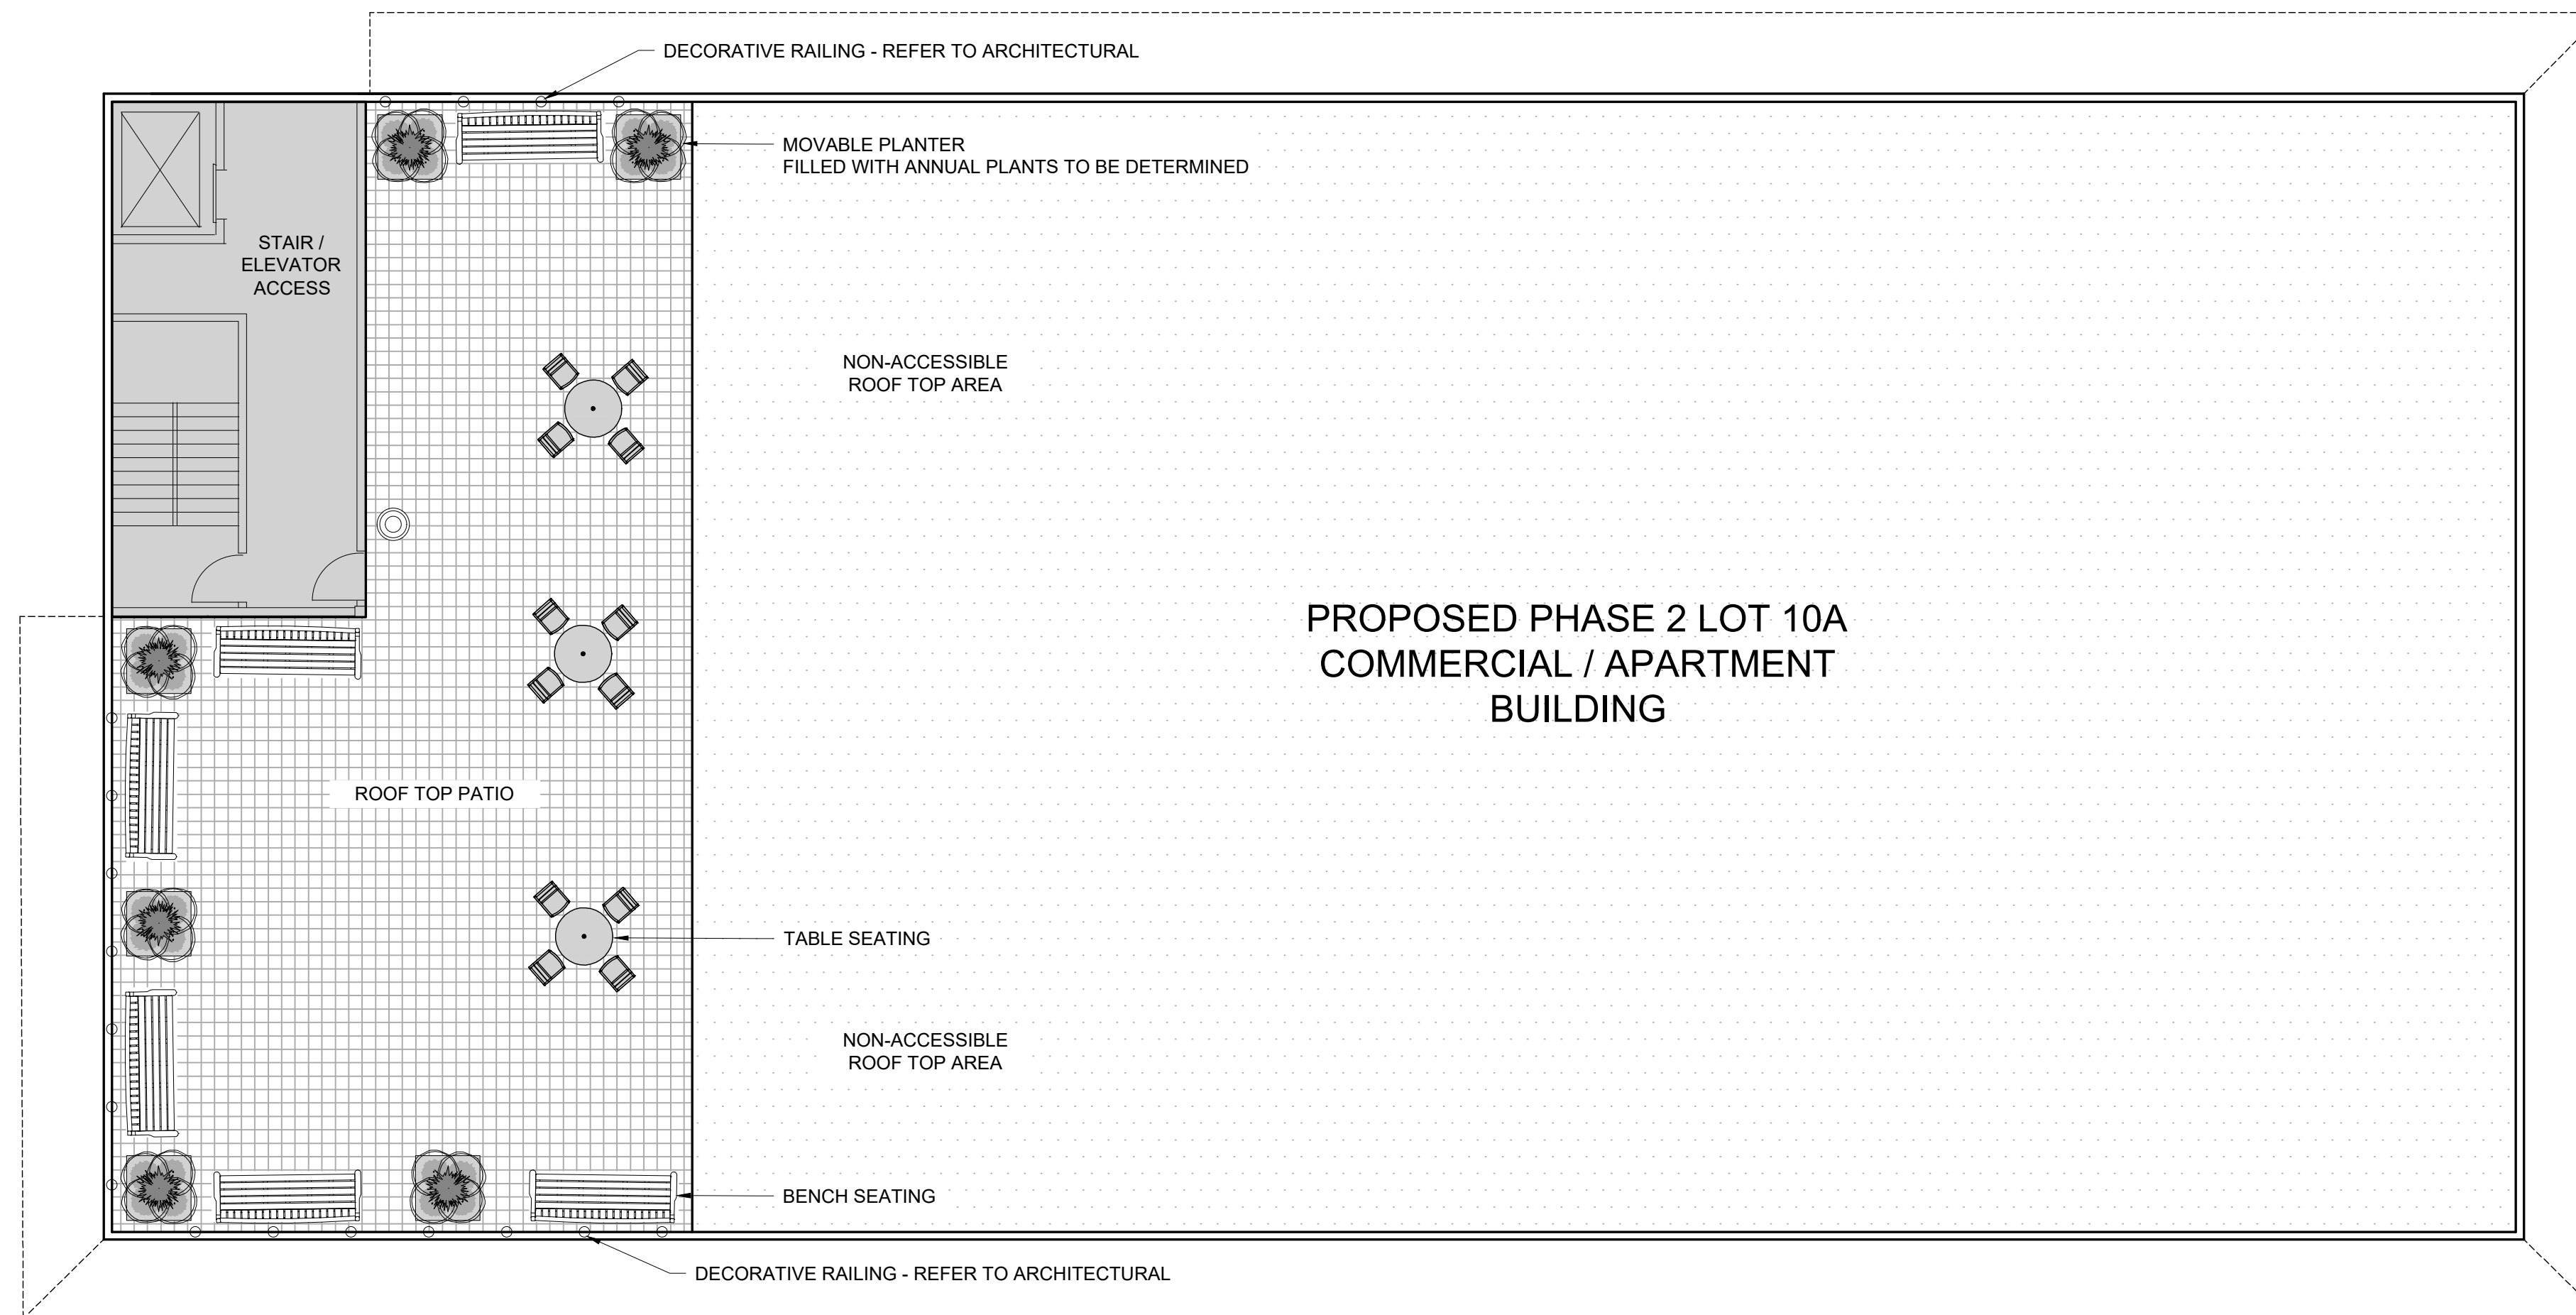 DECORATIVE RAILING - REFER TO ARCHITECTURAL
MOVABLE PLANTER
FILLED WITH ANNUAL PLANTS TO BE DETERMINED
STAIR /
ELEVATOR
ACCESS
NON-ACCESSIBLE
ROOF TOP AREA
PROPOSED PHASE 2 LOT 10A
COMMERCIAL / APARTMENT
BUILDING
ROOF TOP PATIO
TABLE SEATING
NON-ACCESSIBLE
ROOF TOP AREA
BENCH SEATING
DECORATIVE RAILING - REFER TO ARCHITECTURAL